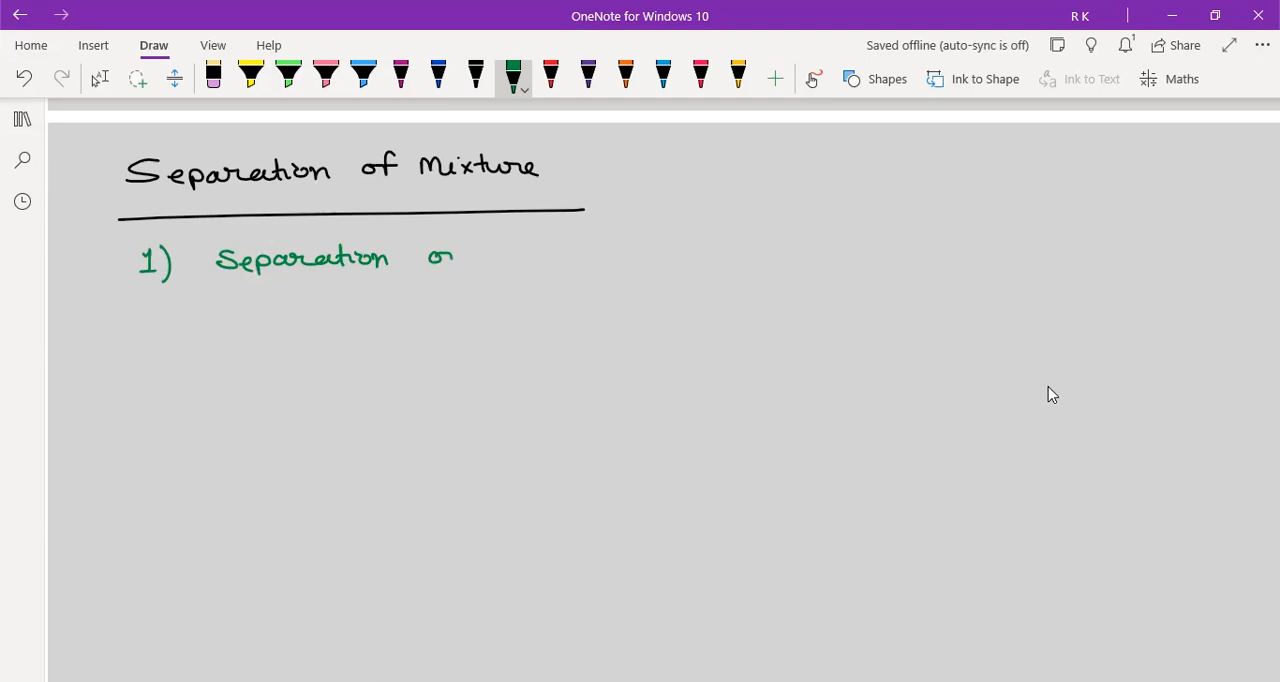 OneNote for Windows 10
R K
Home Insert Draw View Help
Saved offline (auto-sync is off)
1
Share
Shapes
Ink to Shape
Ink to Text
Maths
Separation of Mixture
1) Separation o